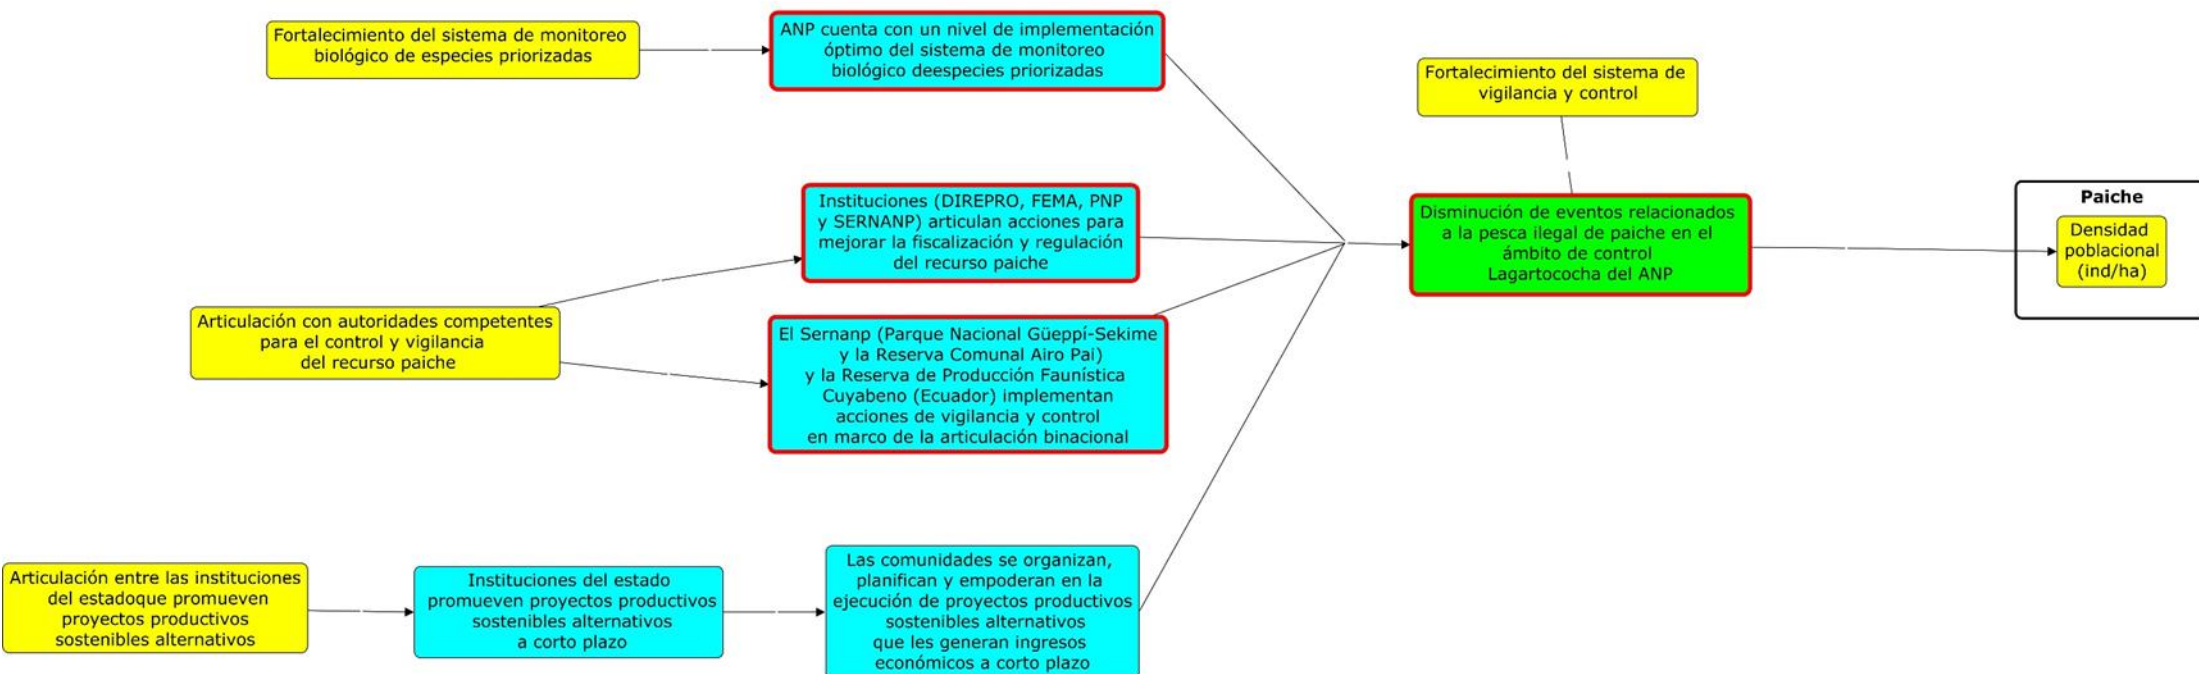 Fortalecimiento del sistema de monitoreo
biológico de especies priorizadas
ANP cuenta con un nivel de implementación
óptimo del sistema de monitoreo
biológico deespecies priorizadas
Fortalecimiento del sistema de
vigilancia y control
Instituciones (DIREPRO, FEMA, PNP
y SERNANP) articulan acciones para
mejorar la fiscalización y regulación
del recurso paiche
Disminución de eventos relacionados
a la pesca ilegal de paiche en el
ámbito de control
Lagartococha del ANP
Paiche
Densidad
poblacional
(ind/ha)
Articulación con autoridades competentes
para el control y vigilancia
del recurso paiche
El Sernanp (Parque Nacional Güeppí-Sekime
y la Reserva Comunal Airo Pai)
y la Reserva de Producción Faunística
Cuyabeno (Ecuador) implementan
acciones de vigilancia y control
en marco de la articulación binacional
Articulación entre las instituciones
del estadoque promueven
proyectos productivos
sostenibles alternativos
Instituciones del estado
promueven proyectos productivos
sostenibles alternativos
a corto plazo
Las comunidades se organizan,
planifican y empoderan en la
ejecución de proyectos productivos
sostenibles alternativos
que les generan ingresos
económicos a corto plazo